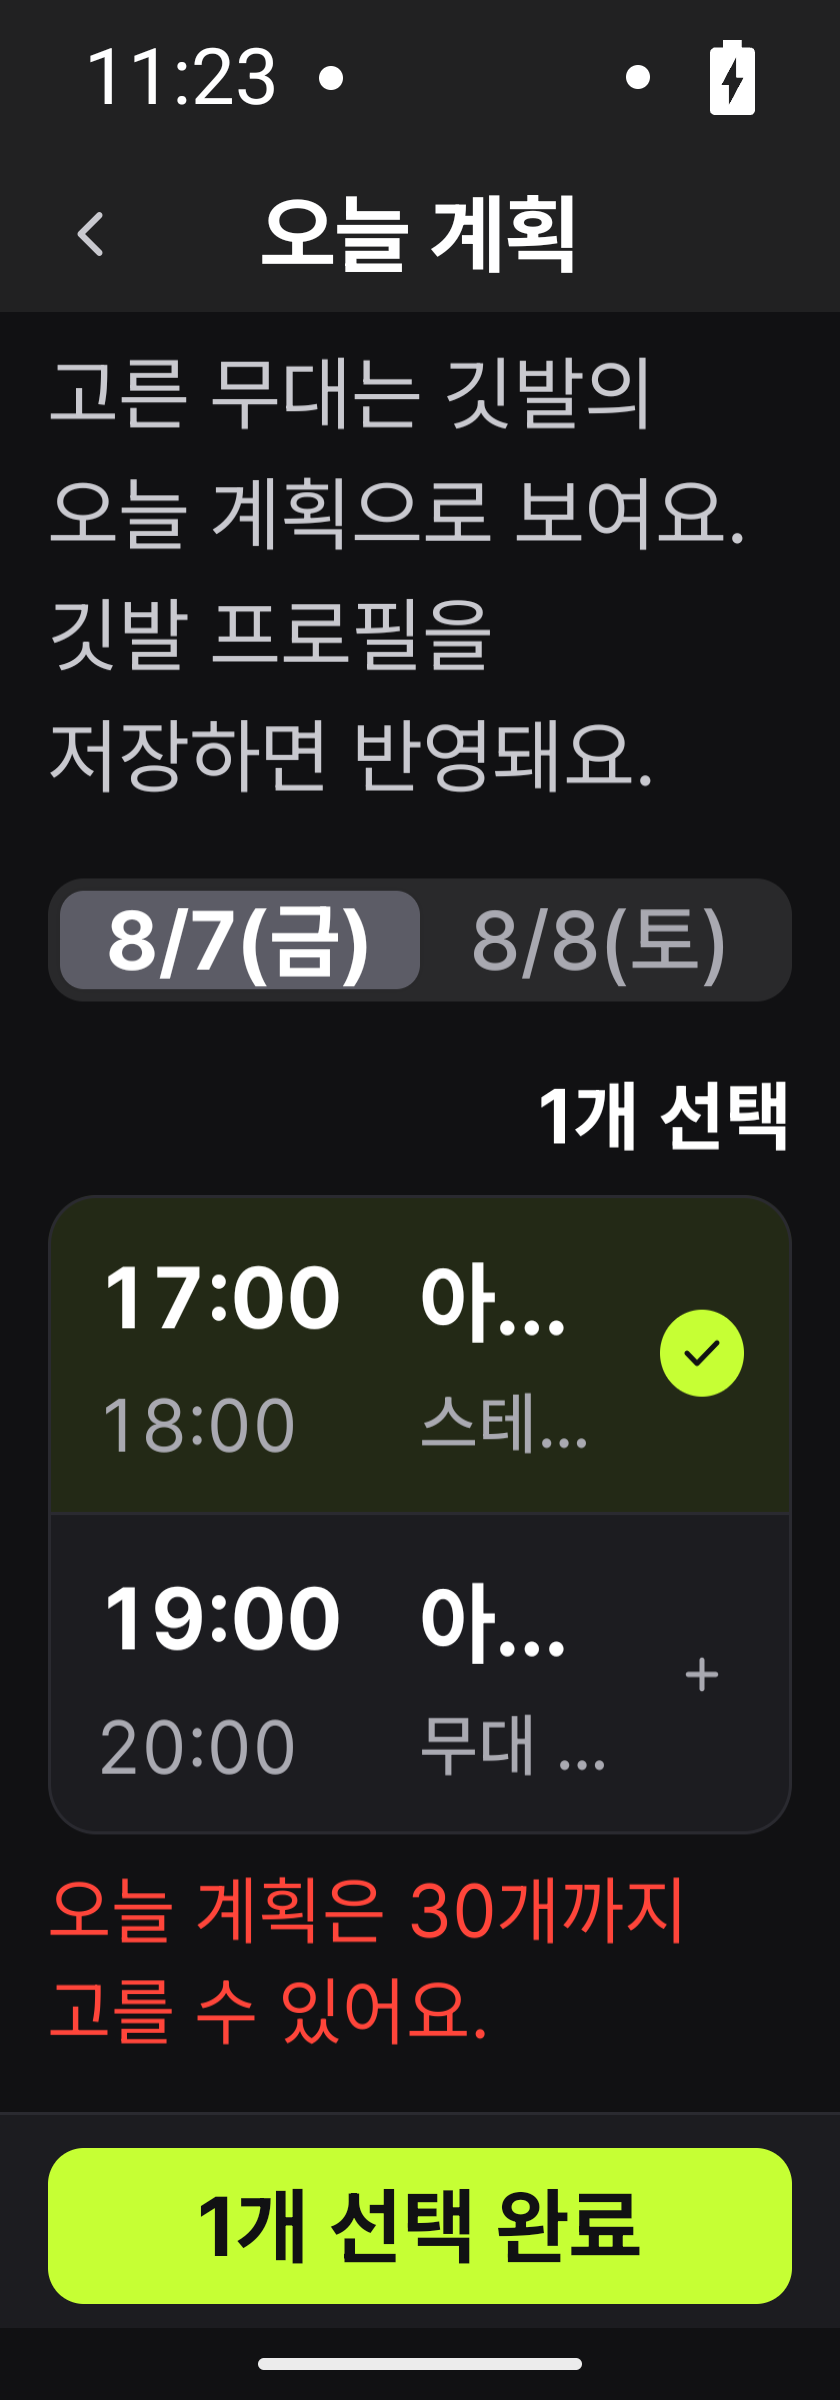 11:23
오늘 계획
고른 무대는 깃발의
오늘 계획으로 보여요.
깃발 프로필을
저장하면 반영돼요.
8/7(금) 8/8(토)
1개 선택
17:00 아...
18:00 스테...
19:00 아...
20:00 무대 ...
오늘 계획은 30개까지
고를 수 있어요.
1개 선택 완료